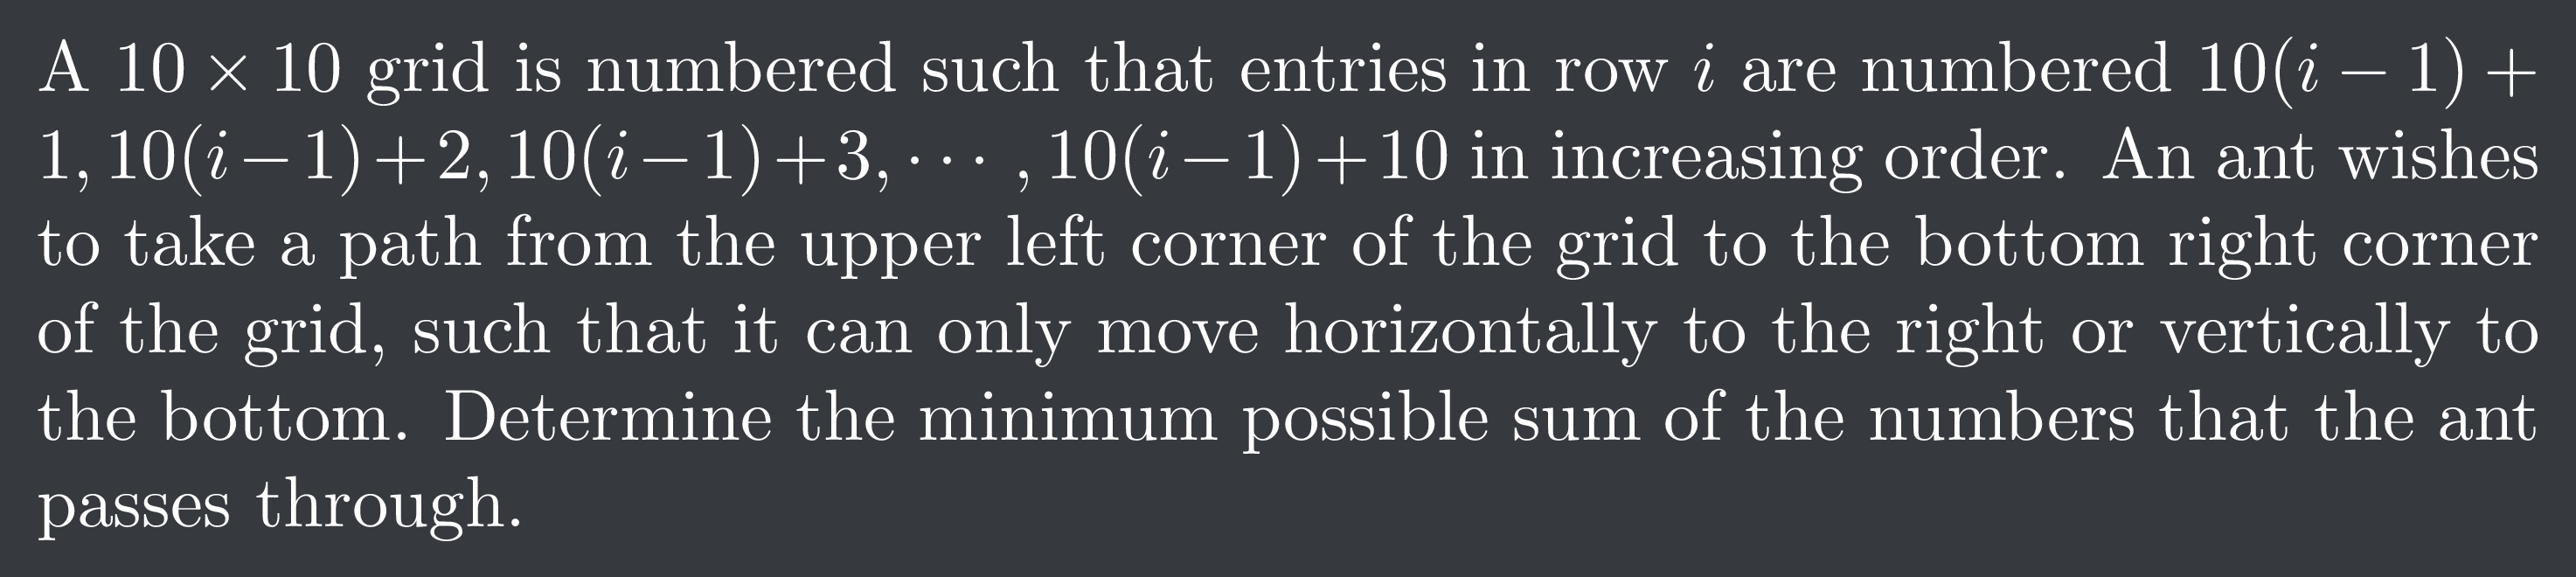 A 10 × 10 grid is numbered such that entries in row i are numbered 10(i − 1) +
1, 10(i−1)+2, 10(i−1)+3, ··· , 10(i−1)+10 in increasing order. An ant wishes
to take a path from the upper left corner of the grid to the bottom right corner
of the grid, such that it can only move horizontally to the right or vertically to
the bottom. Determine the minimum possible sum of the numbers that the ant
passes through.